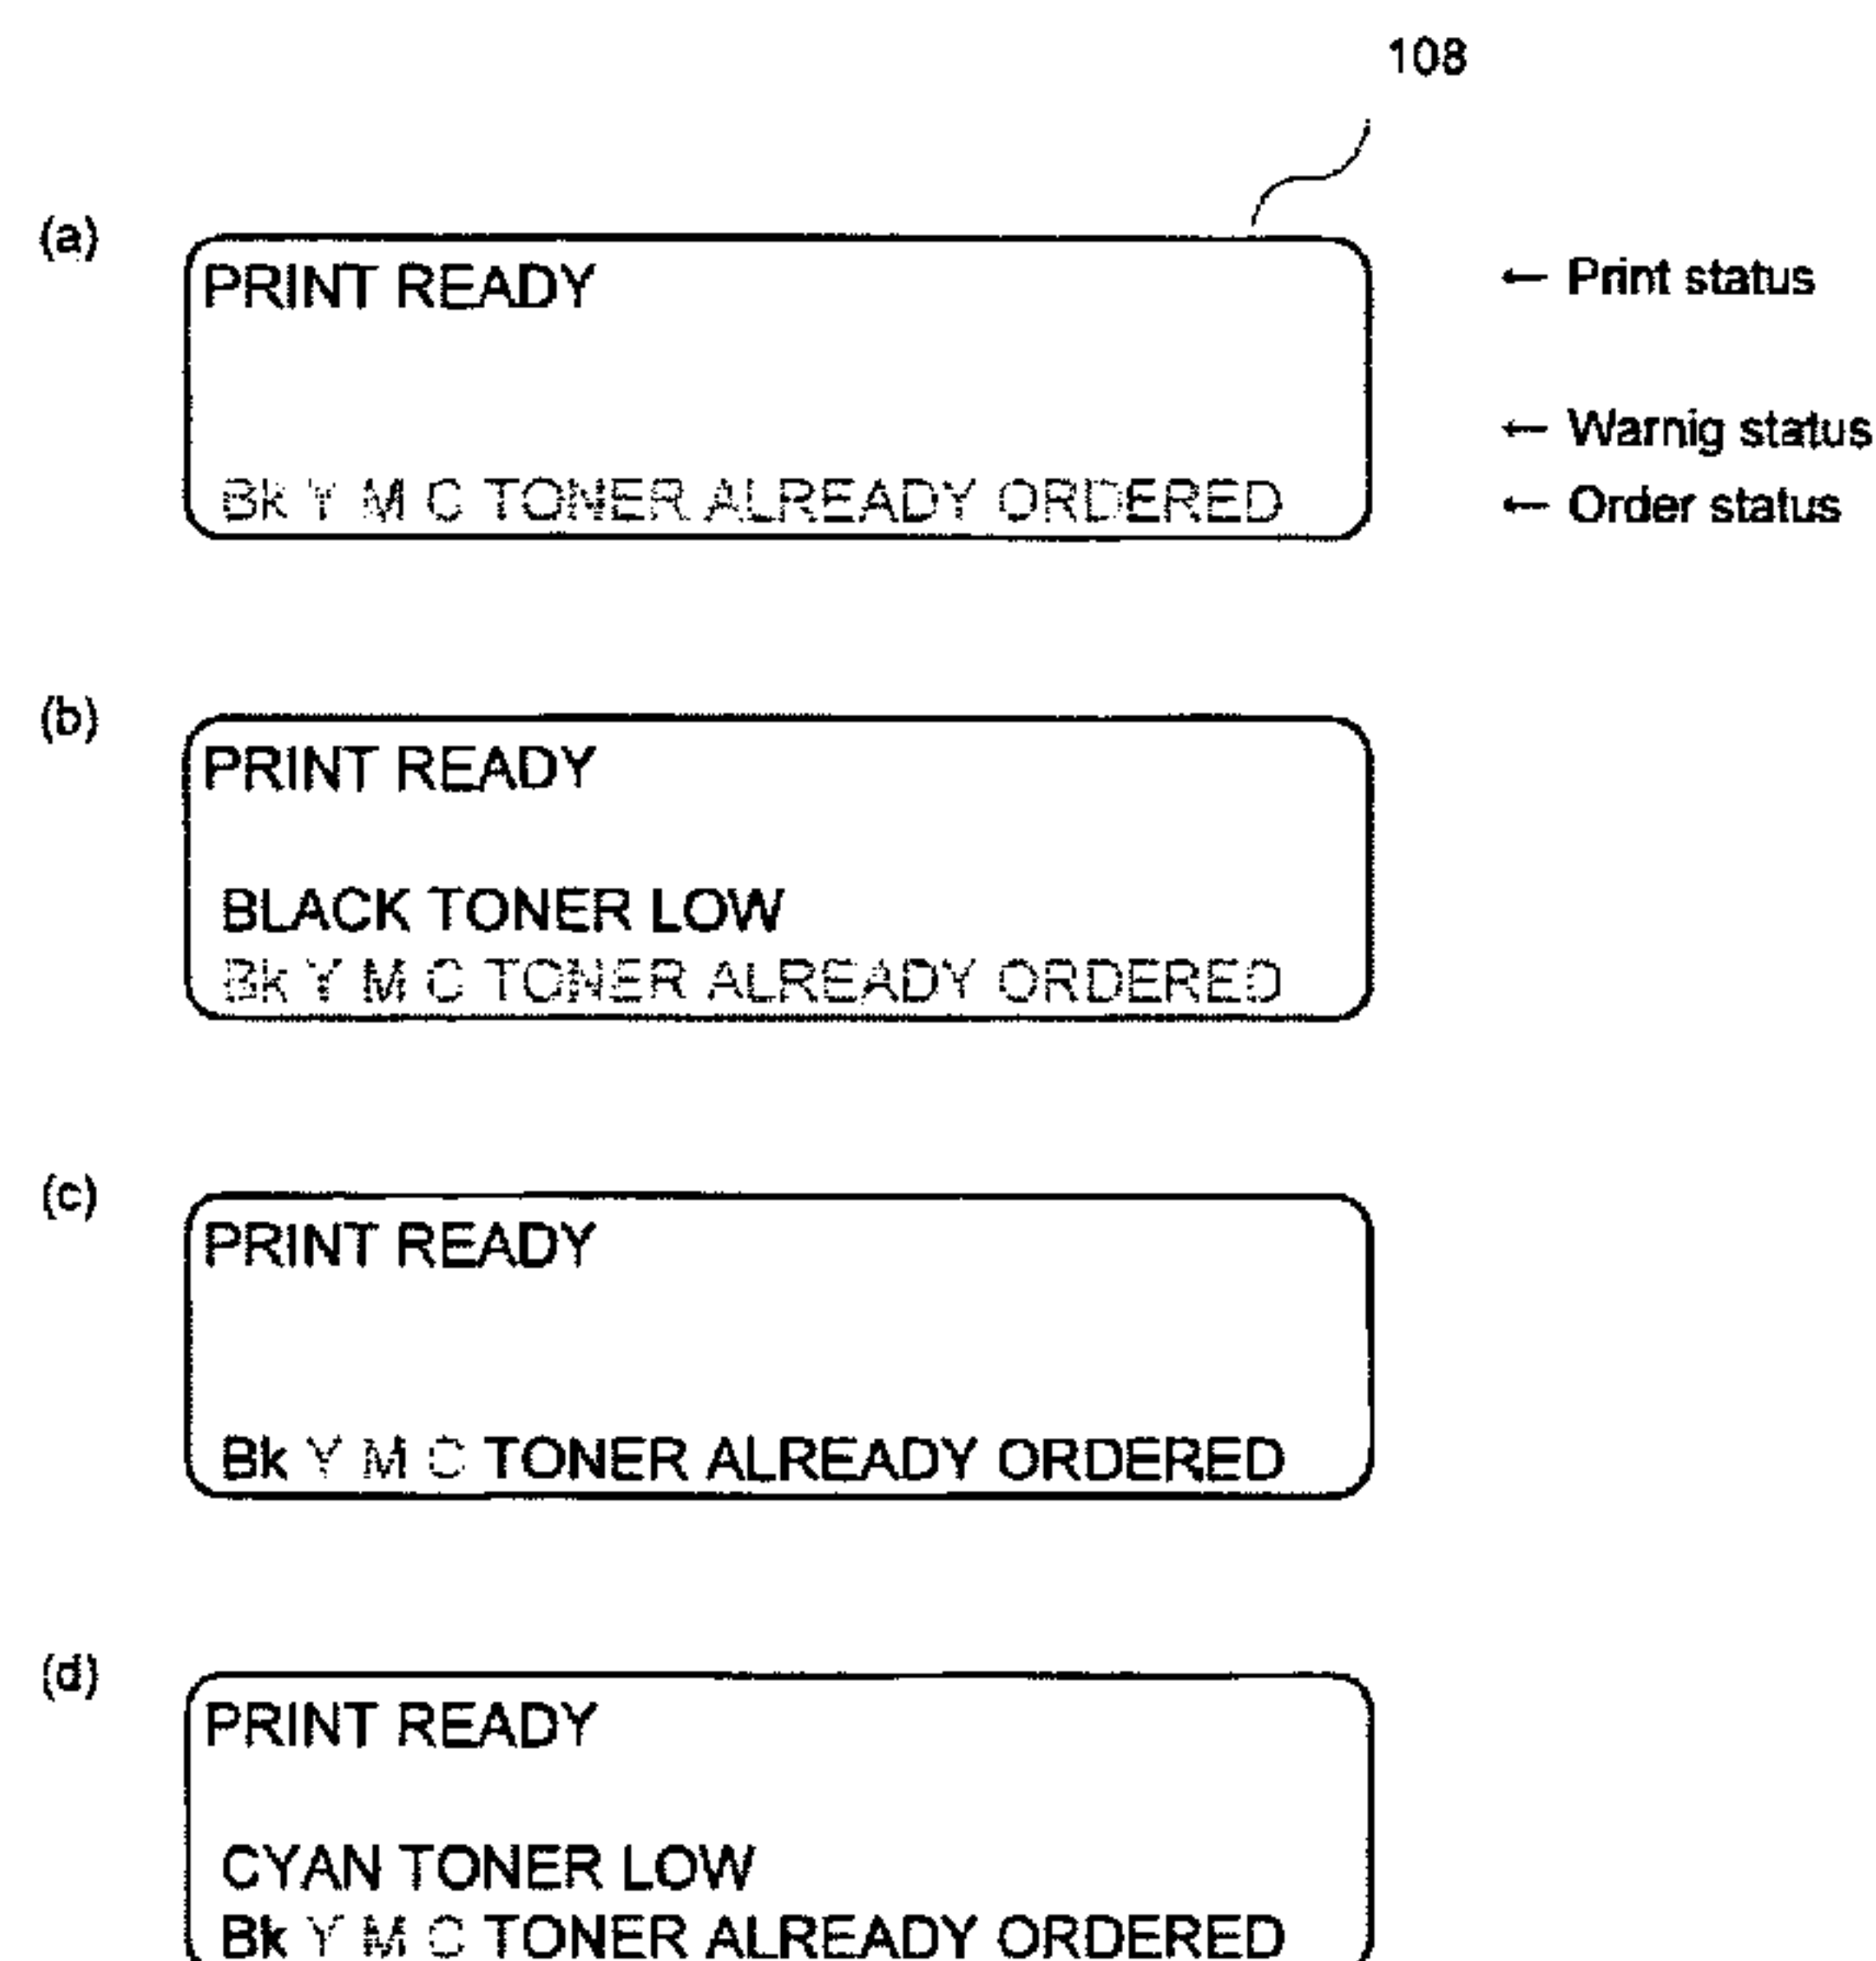 108
(a)
PRINT READY
← Print status
← Warnig status
Bk Y M C TONER ALREADY ORDERED
← Order status
(b)
PRINT READY
BLACK TONER LOW
Bk Y M C TONER ALREADY ORDERED
(c)
PRINT READY
Bk Y M C TONER ALREADY ORDERED
(d)
PRINT READY
CYAN TONER LOW
Bk Y M C TONER ALREADY ORDERED